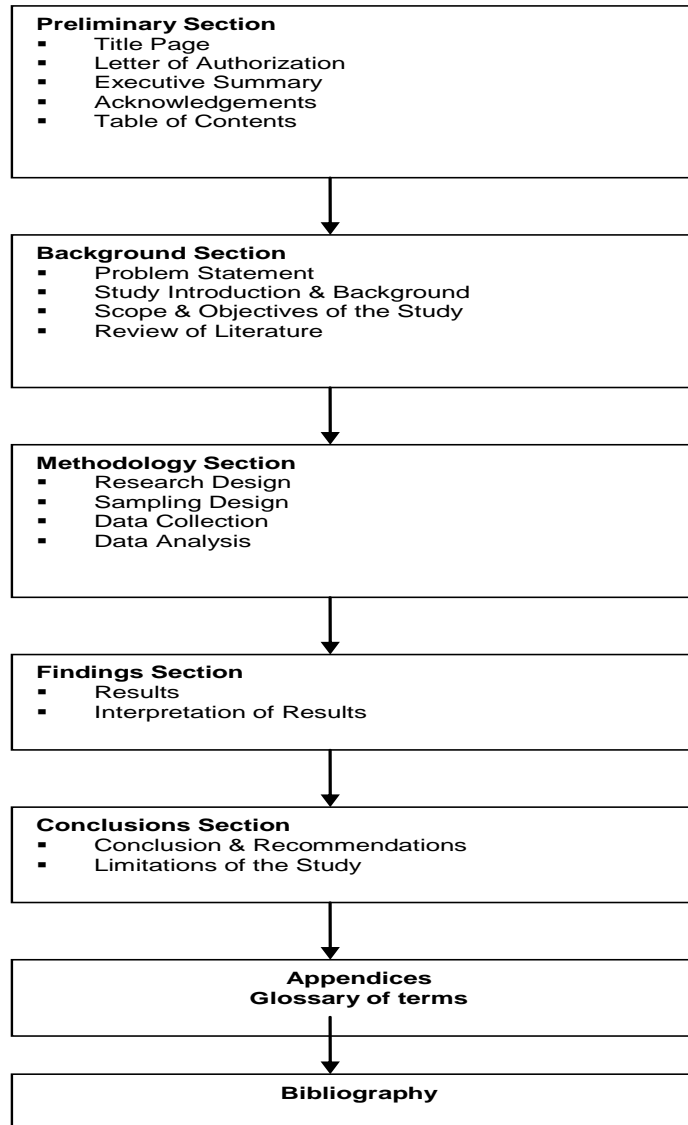 Preliminary Section
▪ Title Page
▪ Letter of Authorization
▪ Executive Summary
▪ Acknowledgements
▪ Table of Contents
Background Section
▪ Problem Statement
▪ Study Introduction & Background
▪ Scope & Objectives of the Study
▪ Review of Literature
Methodology Section
▪ Research Design
▪ Sampling Design
▪ Data Collection
▪ Data Analysis
Findings Section
▪ Results
▪ Interpretation of Results
Conclusions Section
▪ Conclusion & Recommendations
▪ Limitations of the Study
Appendices
Glossary of terms
Bibliography